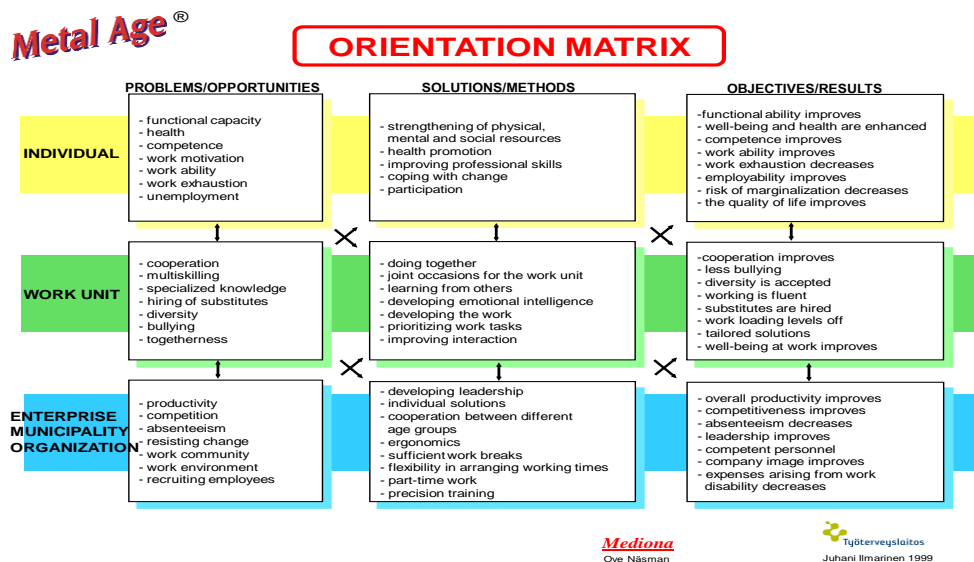 Metal Age ®
ORIENTATION MATRIX
PROBLEMS/OPPORTUNITIES
SOLUTIONS/METHODS
OBJECTIVES/RESULTS
INDIVIDUAL
- functional capacity
- health
- competence
- work motivation
- work ability
- work exhaustion
- unemployment
- strengthening of physical,
mental and social resources
- health promotion
- improving professional skills
- coping with change
- participation
-functional ability improves
- well-being and health are enhanced
- competence improves
- work ability improves
- work exhaustion decreases
- employability improves
- risk of marginalization decreases
- the quality of life improves
WORK UNIT
- cooperation
- multiskilling
- specialized knowledge
- hiring of substitutes
- diversity
- bullying
- togetherness
- doing together
- joint occasions for the work unit
- learning from others
- developing emotional intelligence
- developing the work
- prioritizing work tasks
- improving interaction
-cooperation improves
- less bullying
- diversity is accepted
- working is fluent
- substitutes are hired
- work loading levels off
- tailored solutions
- well-being at work improves
ENTERPRISE
MUNICIPALITY
ORGANIZATION
- productivity
- competition
- absenteeism
- resisting change
- work community
- work environment
- recruiting employees
- developing leadership
- individual solutions
- cooperation between different
age groups
- ergonomics
- sufficient work breaks
- flexibility in arranging working times
- part-time work
- precision training
- overall productivity improves
- competitiveness improves
- absenteeism decreases
- leadership improves
- competent personnel
- company image improves
- expenses arising from work
disability decreases
Mediona
Ove Näsman
Työterveyslaitos
Juhani Ilmarinen 1999